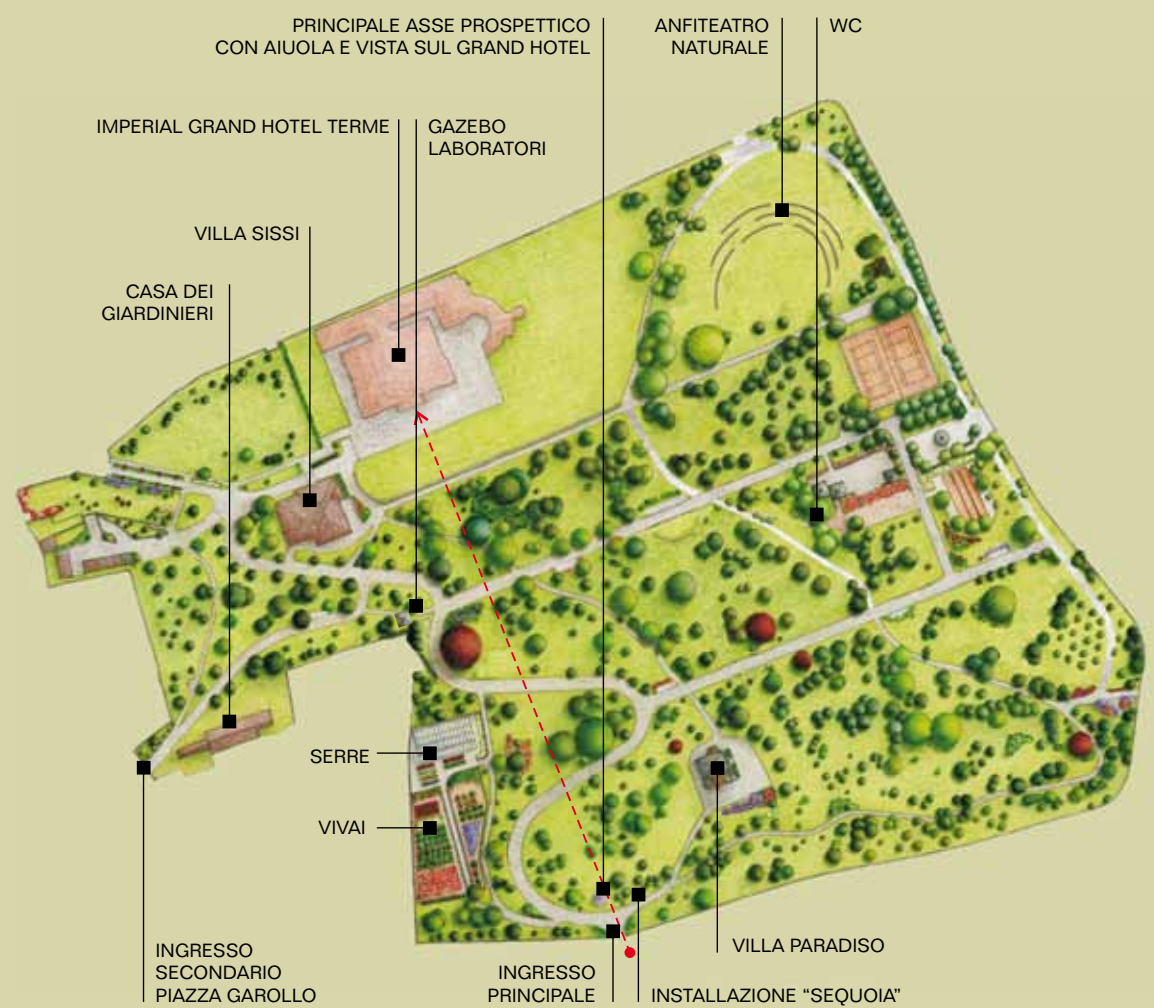 PRINCIPALE ASSE PROSPETTICO
CON AIUOLA E VISTA SUL GRAND HOTEL
ANFITEATRO
NATURALE
WC
IMPERIAL GRAND HOTEL TERME
GAZEBO
LABORATORI
VILLA SISSI
CASA DEI
GIARDINIERI
SERRE
VIVAI
INGRESSO
SECONDARIO
PIAZZA GAROLLO
INGRESSO
PRINCIPALE
VILLA PARADISO
INSTALLAZIONE “SEQUOIA”